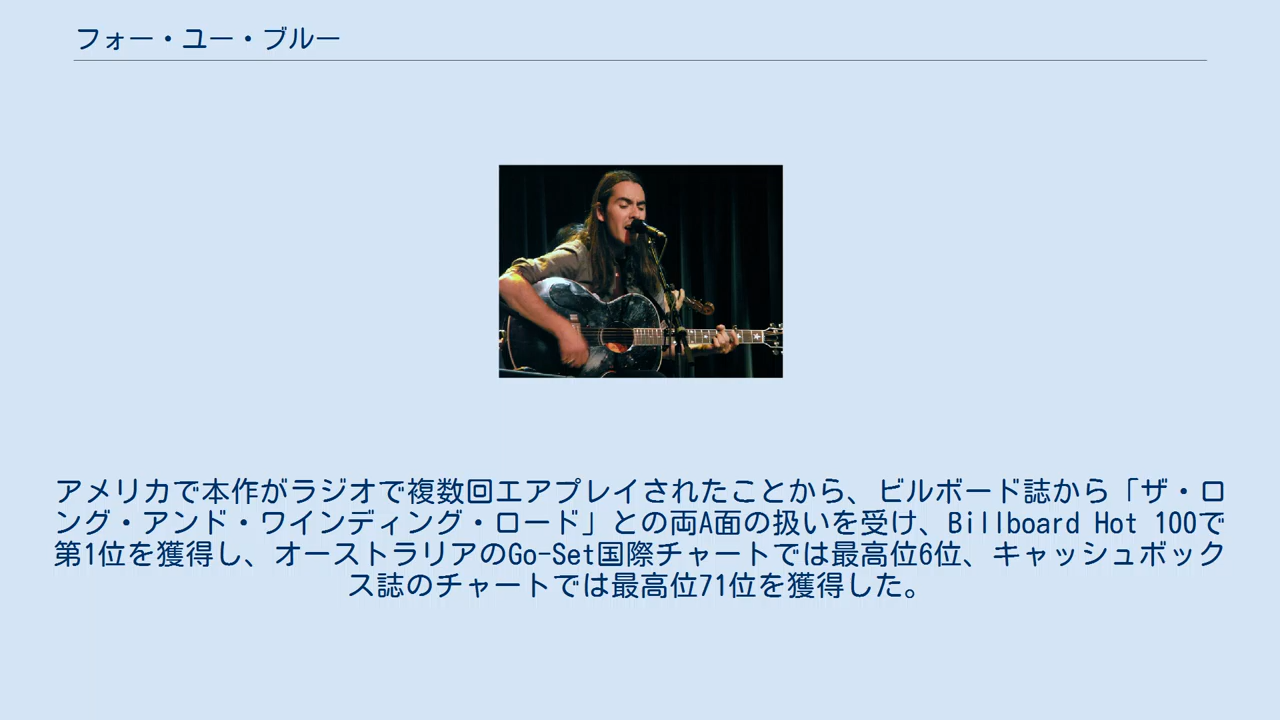 フォー・ユー・ブルー
アメリカで本作がラジオで複数回エアプレイされたことから、ビルボード誌から「ザ・ロ
ング・アンド・ワインディング・ロード」との両A面の扱いを受け、Billboard Hot 100で
第1位を獲得し、オーストラリアのGo-Set国際チャートでは最高位6位、キャッシュボック
ス誌のチャートでは最高位71位を獲得した。